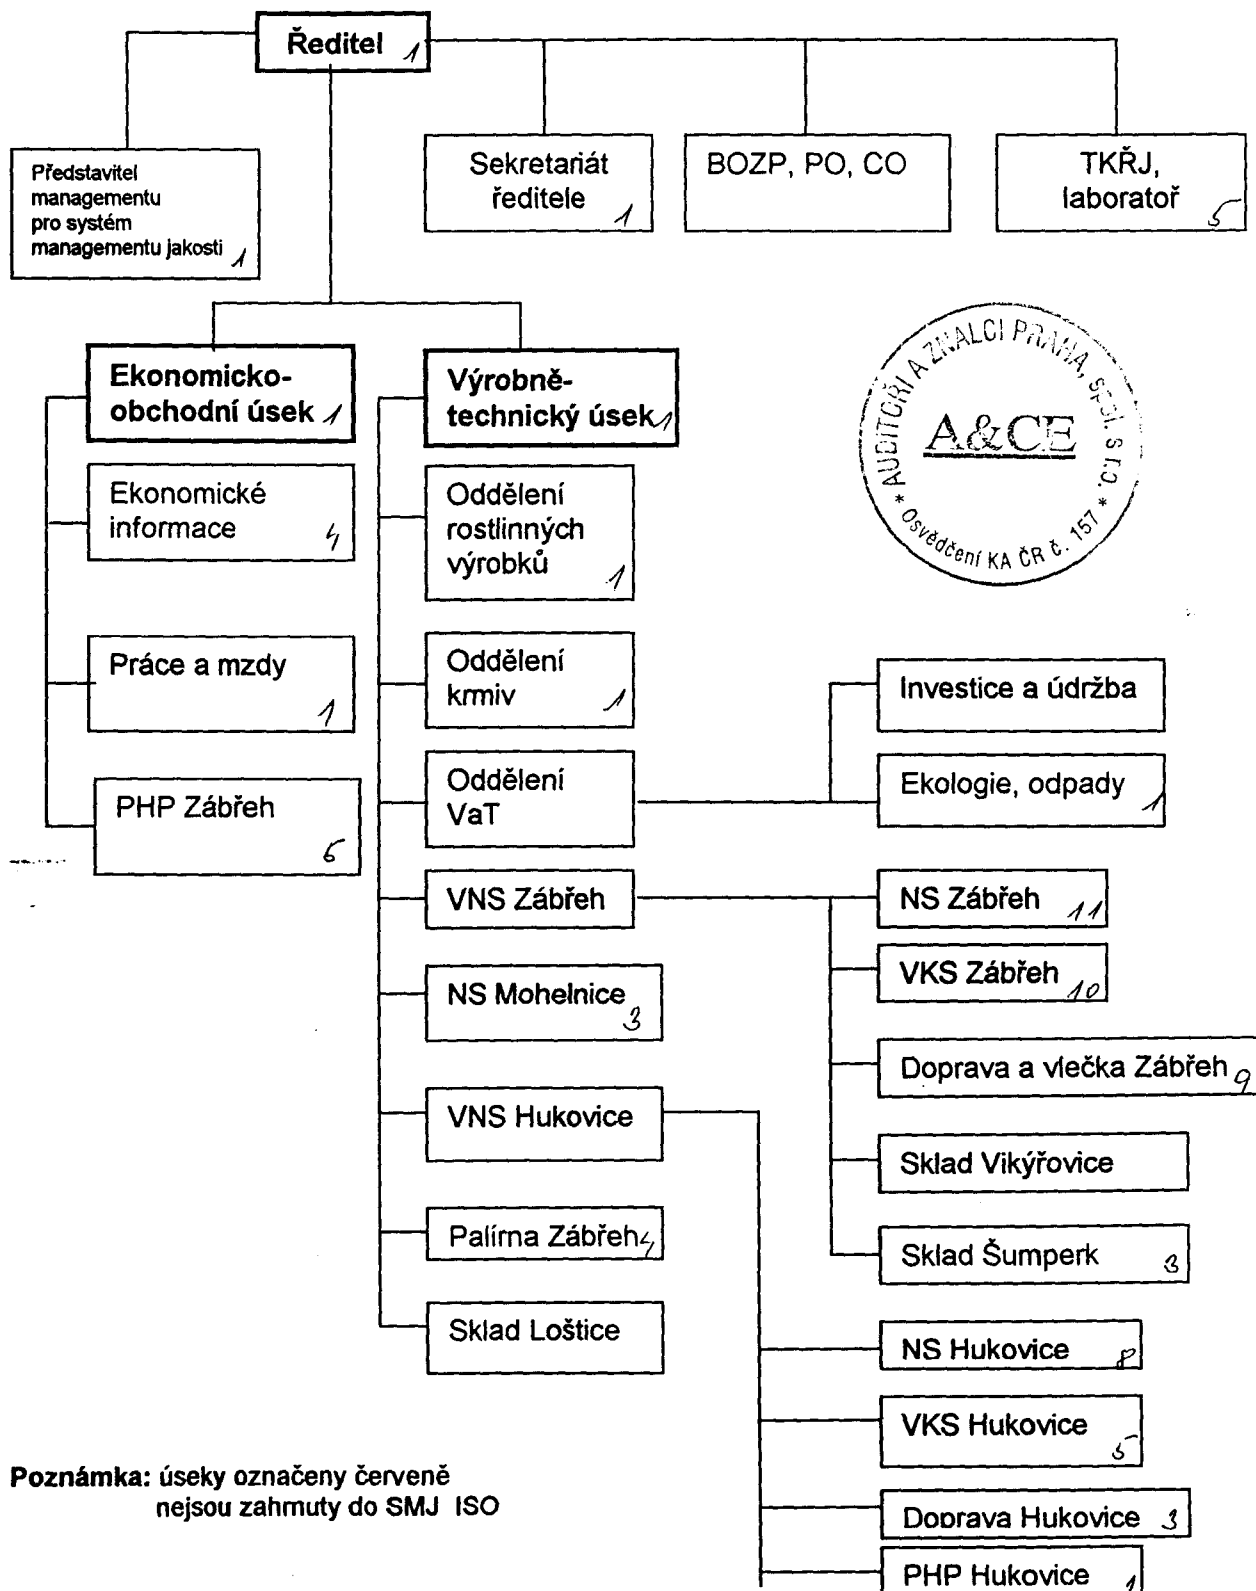 Ředitel 1
Představitel
managementu
pro systém
managementu jakosti 1
Sekretariát
ředitele 1
BOZP, PO, CO
TKŘJ,
laboratoř 5
Ekonomicko-
obchodní úsek 1
Výrobně-
technický úsek 1
AUDITOŘI A ZNALCI PRAHA, spol. s r.o.
A&CE
* Osvědčení KA ČR č. 157 *
Ekonomické
informace 4
Práce a mzdy
1
PHP Zábřeh
Oddělení
rostlinných
výrobků 1
Oddělení
krmiv 1
Oddělení
VaT
Investice a údržba
Ekologie, odpady 1
VNS Zábřeh
NS Zábřeh 11
VKS Zábřeh 10
NS Mohelnice 3
Doprava a vlečka Zábřeh 9
VNS Hukovice
Sklad Vikýřovice
Palírna Zábřeh 4
Sklad Šumperk 3
Sklad Loštice
NS Hukovice 8
VKS Hukovice
5
Doprava Hukovice 3
PHP Hukovice 1
Poznámka: úseky označeny červeně
nejsou zahrnuty do SMJ ISO